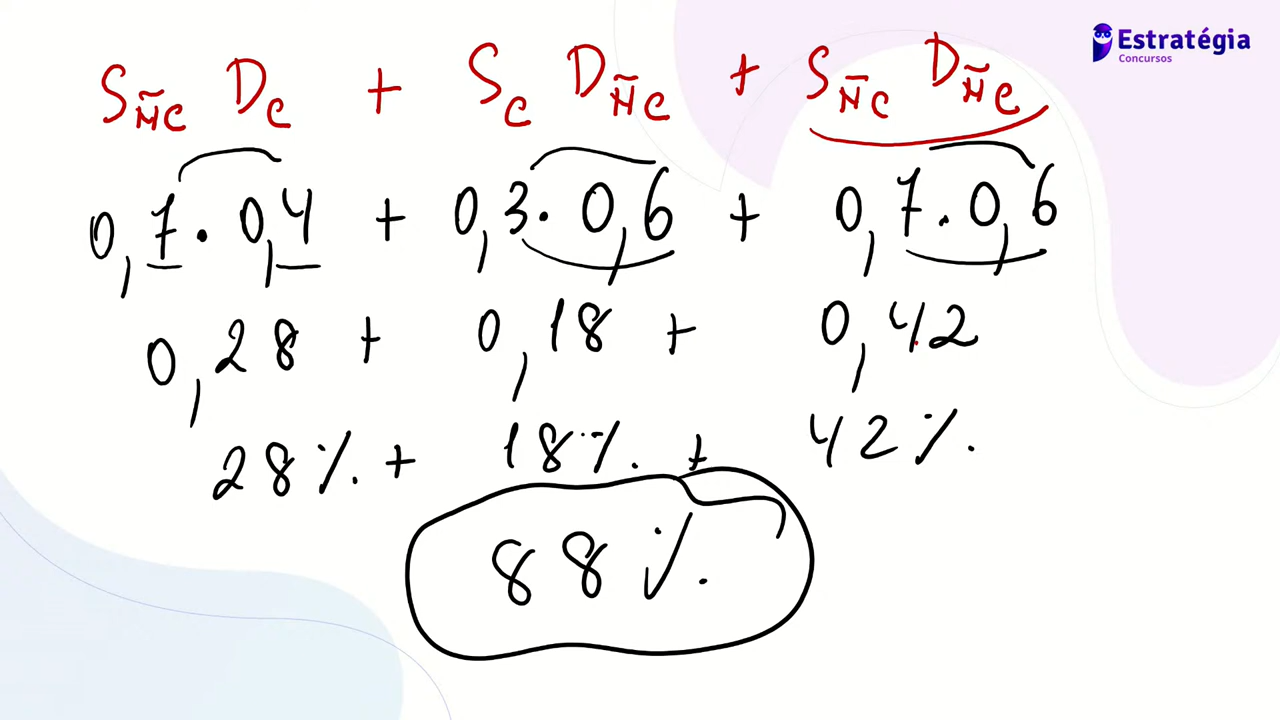 Estratégia
Concursos
SÑC DC + SC DÑC + SÑC DÑC
0,7 . 0,4 + 0,3 . 0,6 + 0,7 . 0,6
0,28 + 0,18 + 0,42
28% + 18% + 42%
88%